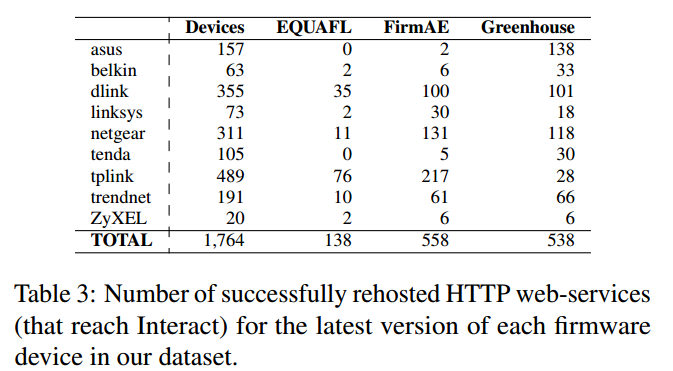 Devices EQUAFL FirmAE Greenhouse
asus 157 0 2 138
belkin 63 2 6 33
dlink 355 35 100 101
linksys 73 2 30 18
netgear 311 11 131 118
tenda 105 0 5 30
tplink 489 76 217 28
trendnet 191 10 61 66
ZyXEL 20 2 6 6
TOTAL 1,764 138 558 538
Table 3: Number of successfully rehosted HTTP web-services
(that reach Interact) for the latest version of each firmware
device in our dataset.